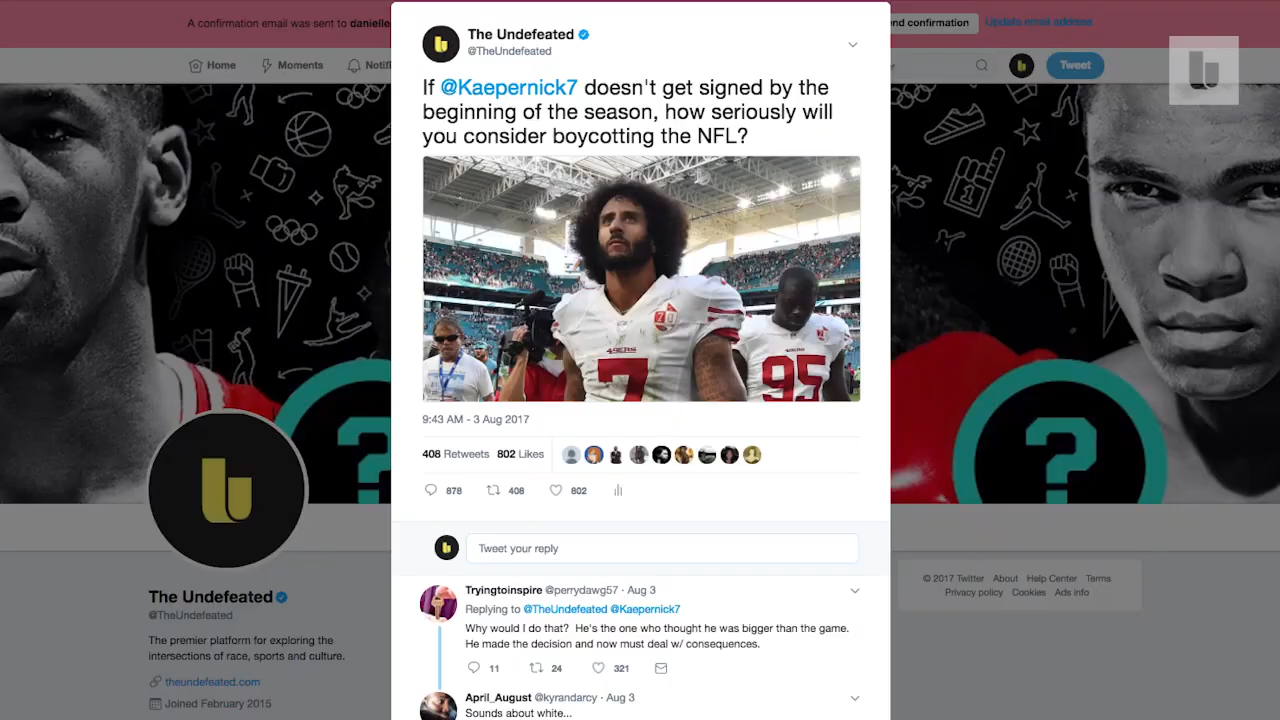 A confirmation email was sent to danielle
nd confirmation
Update email address
Home
Moments
Notifi
Tweet
The Undefeated
@TheUndefeated
If @Kaepernick7 doesn't get signed by the
beginning of the season, how seriously will
you consider boycotting the NFL?
49ERS
7
70
49ERS
95
9:43 AM - 3 Aug 2017
408 Retweets 802 Likes
878 408 802
Tweet your reply
Tryingtoinspire @perrydawg57 · Aug 3
Replying to @TheUndefeated @Kaepernick7
Why would I do that? He's the one who thought he was bigger than the game.
He made the decision and now must deal w/ consequences.
11 24 321
April_August @kyrandarcy · Aug 3
Sounds about white...
The Undefeated
@TheUndefeated
The premier platform for exploring the
intersections of race, sports and culture.
theundefeated.com
Joined February 2015
© 2017 Twitter About Help Center Terms
Privacy policy Cookies Ads info